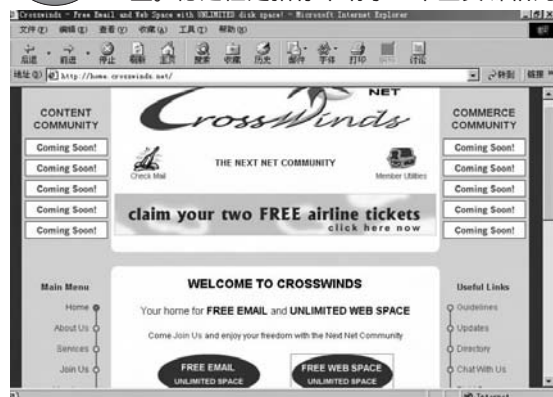 Crosswinds - Free Email and Web Space with UNLIMITED disk space! - Microsoft Internet Explorer
文件(F) 编辑(E) 查看(V) 收藏(A) 工具(T) 帮助(H)
后退 前进 停止 刷新 主页 搜索 收藏 历史 邮件 字体 打印 编辑 讨论
地址(D) http://home.crosswinds.net/ 转到 链接
NET
CrossWinds
CONTENT
COMMUNITY
Coming Soon!
Coming Soon!
Coming Soon!
Coming Soon!
Coming Soon!
Check Mail
THE NEXT NET COMMUNITY
Member Utilities
COMMERCE
COMMUNITY
Coming Soon!
Coming Soon!
Coming Soon!
Coming Soon!
Coming Soon!
claim your two FREE airline tickets
click here now
Main Menu
Home
About Us
Services
Join Us
WELCOME TO CROSSWINDS
Your home for FREE EMAIL and UNLIMITED WEB SPACE
Come Join Us and enjoy your freedom with the Next Net Community
FREE EMAIL
UNLIMITED SPACE
FREE WEB SPACE
UNLIMITED SPACE
Useful Links
Guidelines
Updates
Directory
Chat With Us
Internet